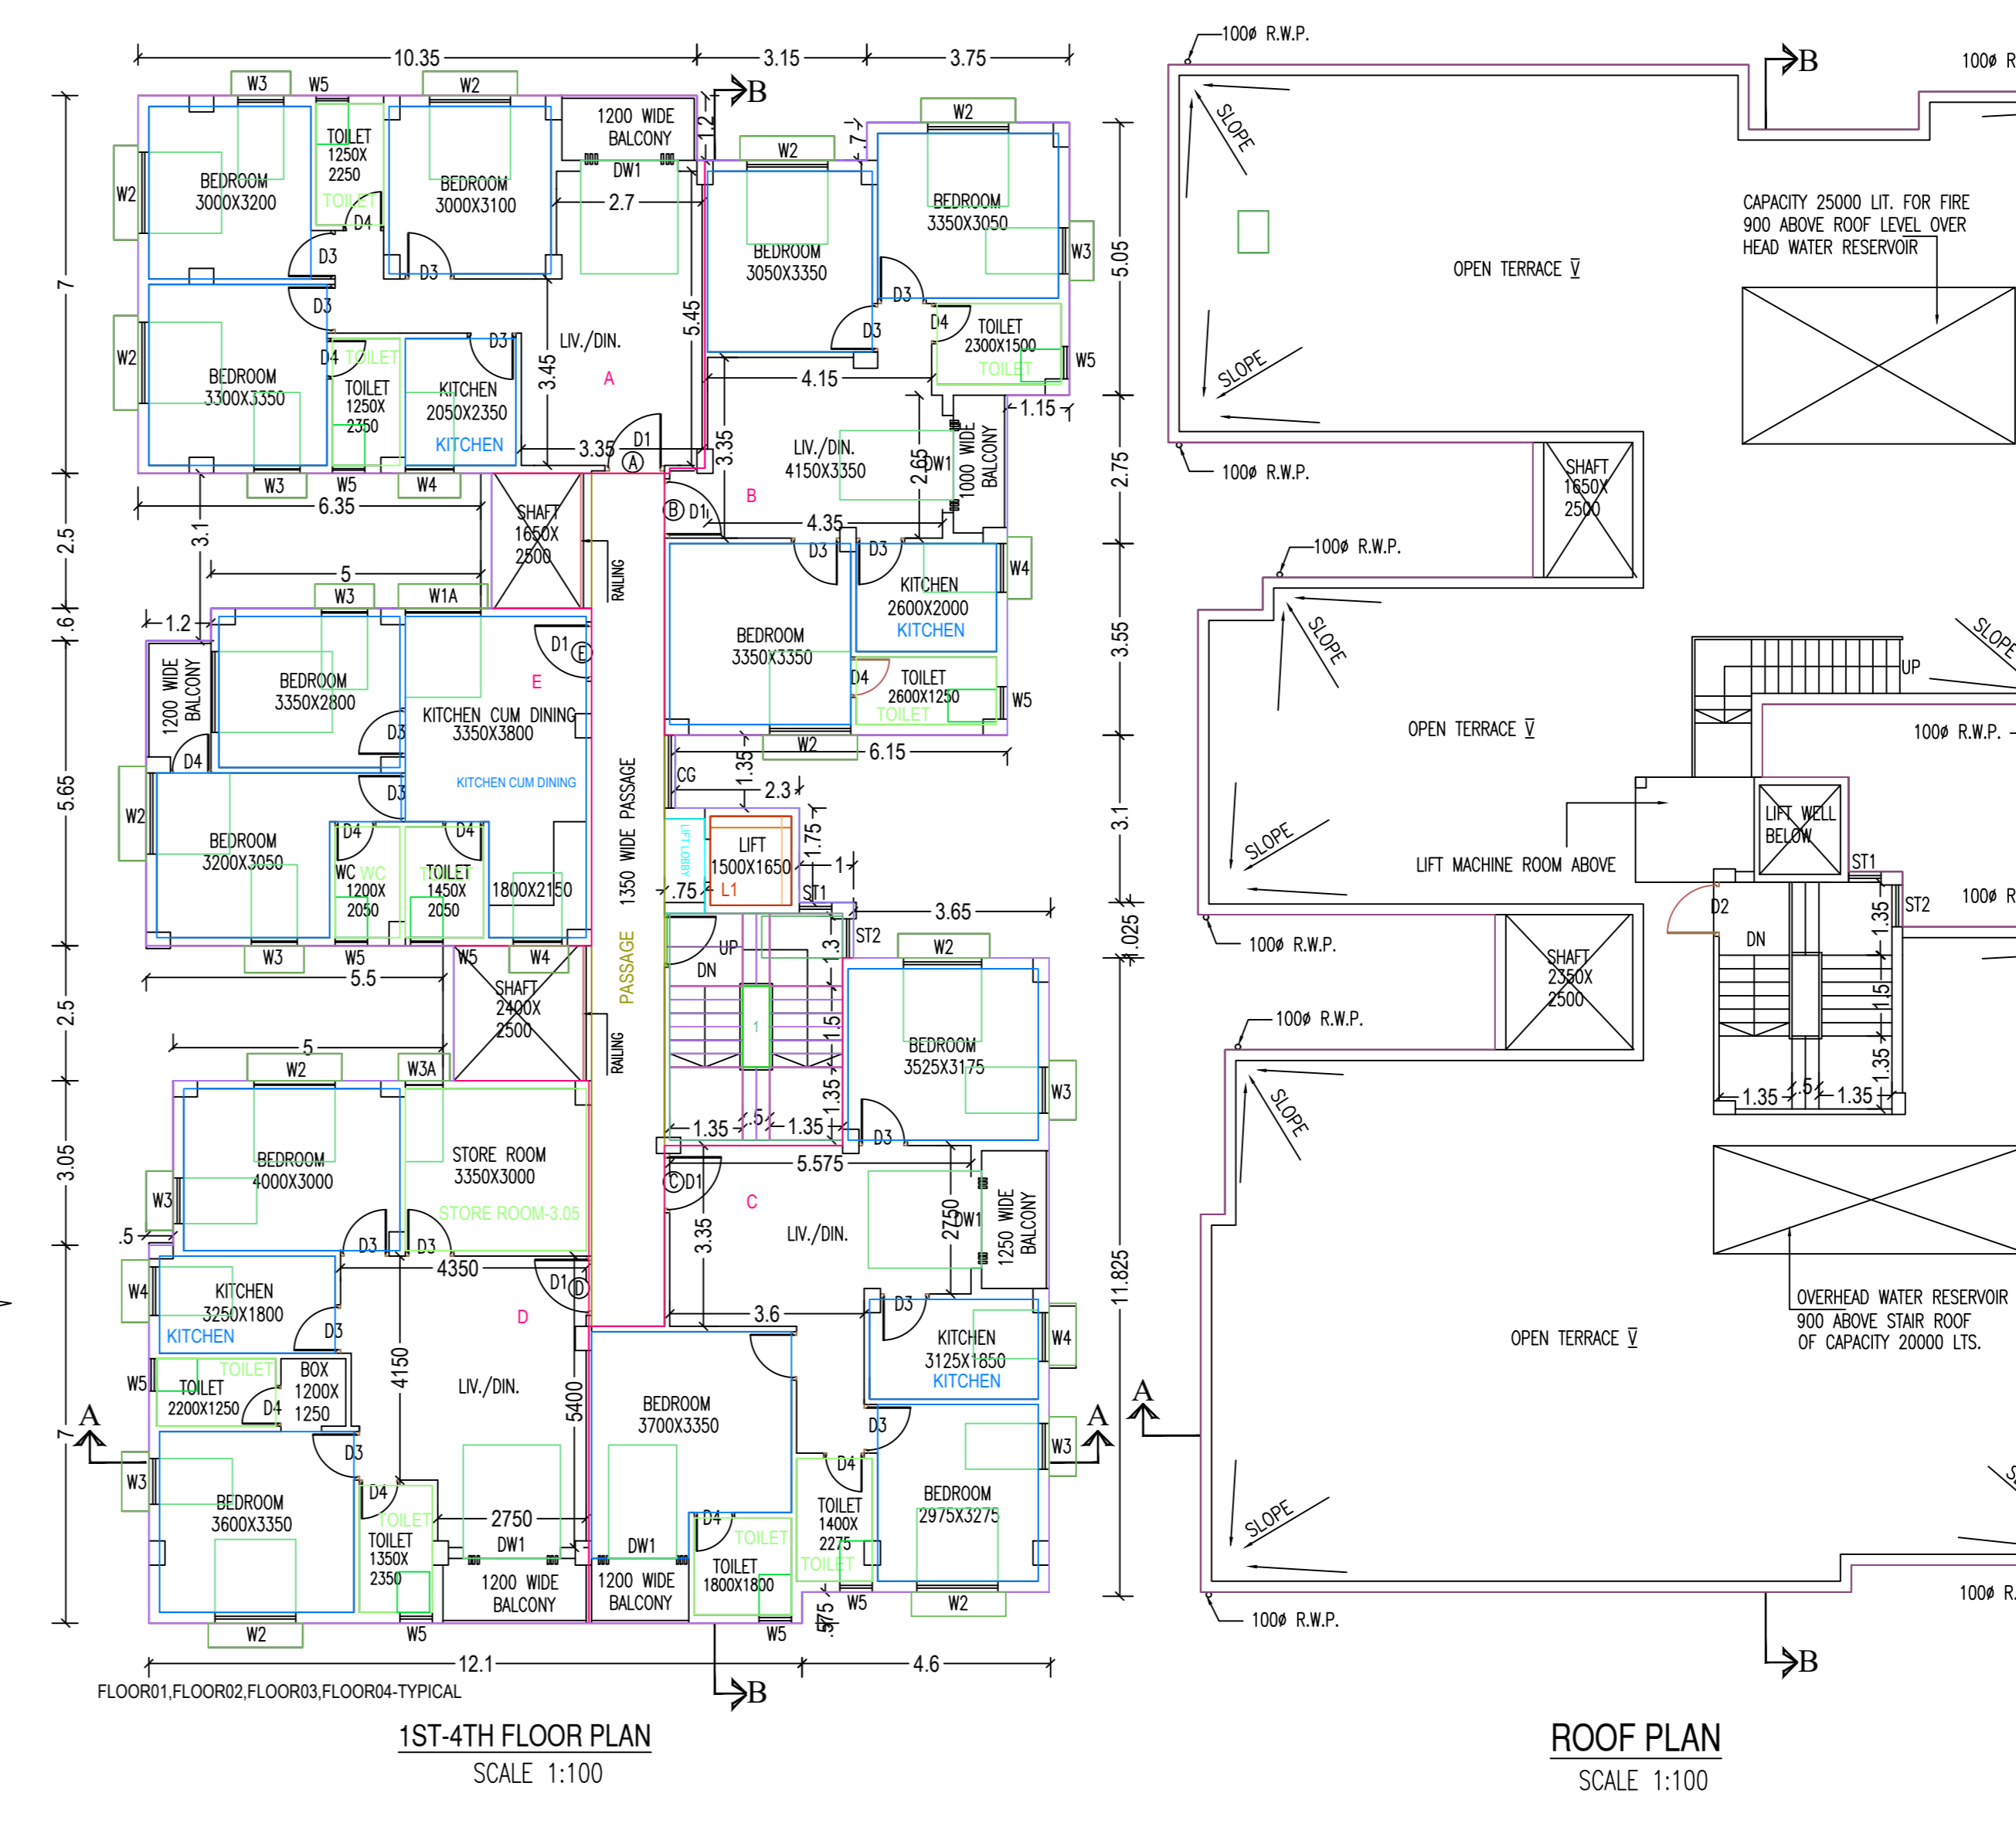 10.35
3.15
3.75
B
W3
W5
W2
1200 WIDE
BALCONY
1.2
.7
W2
W2
TOILET
1250X
2250
TOILET
D4
BEDROOM
3000X3200
W2
BEDROOM
3000X3100
DW1
2.7
BEDROOM
3050X3350
BEDROOM
3350X3050
W3
5.05
7
D3
D3
D3
D3
D3
D4
TOILET
2300X1500
TOILET
W5
5.45
LIV./DIN.
A
3.45
W2
BEDROOM
3300X3350
D4
TOILET
TOILET
1250X
2350
D3
KITCHEN
2050X2350
KITCHEN
3.35
D1
A
4.15
1.15
3.35
LIV./DIN.
4150X3350
2.65
DW1
1000 WIDE
BALCONY
2.75
B
W3
W5
W4
6.35
3.1
2.5
SHAFT
1650X
2500
RAILING
B
D1
4.35
5
D3
D3
KITCHEN
2600X2000
KITCHEN
W4
W3
W1A
.6
1.2
D1
E
E
BEDROOM
3350X3350
3.55
D4
TOILET
2600X1250
TOILET
W5
1200 WIDE
BALCONY
BEDROOM
3350X2800
KITCHEN CUM DINING
3350X3800
KITCHEN CUM DINING
D3
D4
W2
6.15
1.35
CG
2.3
5.65
D3
W2
BEDROOM
3200X3050
D4
D4
WC
WC
1200X
2050
TOILET
TOILET
1450X
2050
1800X2150
1350 WIDE PASSAGE
PASSAGE
LIFT LOBBY
LIFT
1500X1650
L1
1.75
1
3.1
.75
ST1
3.65
ST2
1.025
W3
W5
W5
W4
5.5
UP
DN
1.3
W2
SHAFT
2400X
2500
RAILING
2.5
1
1.5
BEDROOM
3525X3175
W3
5
W2
W3A
1.35
1.35
.5
1.35
D3
3.05
BEDROOM
4000X3000
STORE ROOM
3350X3000
STORE ROOM-3.05
W3
.5
5.575
C
D1
C
3.35
LIV./DIN.
2750
DW1
1250 WIDE
BALCONY
11.825
D3
D3
4350
D1
D
W4
KITCHEN
3250X1800
KITCHEN
D3
D
3.6
D3
KITCHEN
3125X1850
KITCHEN
W4
W5
TOILET
TOILET
2200X1250
D4
BOX
1200X
1250
4150
LIV./DIN.
5400
BEDROOM
3700X3350
D3
W3
A
A
7
W3
D3
BEDROOM
3600X3350
D4
TOILET
TOILET
1350X
2350
2750
DW1
DW1
D4
TOILET
TOILET
1800X1800
D4
TOILET
1400X
2275
TOILET
BEDROOM
2975X3275
1200 WIDE
BALCONY
1200 WIDE
BALCONY
.575
W2
W5
W5
W5
W2
12.1
4.6
B
FLOOR01,FLOOR02,FLOOR03,FLOOR04-TYPICAL
1ST-4TH FLOOR PLAN
SCALE 1:100
100ø R.W.P.
B
100ø R
SLOPE
CAPACITY 25000 LIT. FOR FIRE
900 ABOVE ROOF LEVEL OVER
HEAD WATER RESERVOIR
OPEN TERRACE V
SLOPE
100ø R.W.P.
SHAFT
1650X
2500
100ø R.W.P.
SLOPE
SLOPE
UP
OPEN TERRACE V
100ø R.W.P.
LIFT WELL
BELOW
SLOPE
LIFT MACHINE ROOM ABOVE
ST1
D2
ST2
100ø R
100ø R.W.P.
DN
1.35
SHAFT
2350X
2500
1.5
100ø R.W.P.
1.35
1.35
.5
1.35
SLOPE
OVERHEAD WATER RESERVOIR
900 ABOVE STAIR ROOF
OF CAPACITY 20000 LTS.
OPEN TERRACE V
A
SLOPE
100ø R.W.P.
100ø R.
B
ROOF PLAN
SCALE 1:100